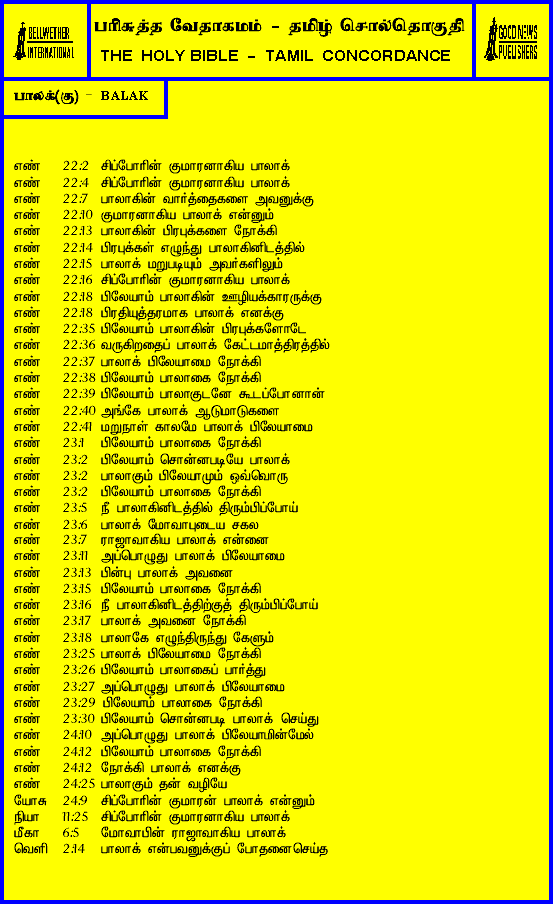 BELLWETHER
INTERNATIONAL
பரிசுத்த வேதாகமம் - தமிழ் சொல்தொகுதி
THE HOLY BIBLE - TAMIL CONCORDANCE
GOOD NEWS
PUBLISHERS
பாலக்(கு) - BALAK
எண் 22:2 சிப்போரின் குமாரனாகிய பாலாக்
எண் 22:4 சிப்போரின் குமாரனாகிய பாலாக்
எண் 22:7 பாலாகின் வார்த்தைகளை அவனுக்கு
எண் 22:10 குமாரனாகிய பாலாக் என்னும்
எண் 22:13 பாலாகின் பிரபுக்களை நோக்கி
எண் 22:14 பிரபுக்கள் எழுந்து பாலாகினிடத்தில்
எண் 22:15 பாலாக் மறுபடியும் அவர்களிலும்
எண் 22:16 சிப்போரின் குமாரனாகிய பாலாக்
எண் 22:18 பிலேயாம் பாலாகின் ஊழியக்காரருக்கு
எண் 22:18 பிரதியுத்தரமாக பாலாக் எனக்கு
எண் 22:35 பிலேயாம் பாலாகின் பிரபுக்களோடே
எண் 22:36 வருகிறதைப் பாலாக் கேட்டமாத்திரத்தில்
எண் 22:37 பாலாக் பிலேயாமை நோக்கி
எண் 22:38 பிலேயாம் பாலாகை நோக்கி
எண் 22:39 பிலேயாம் பாலாகுடனே கூடப்போனான்
எண் 22:40 அங்கே பாலாக் ஆடுமாடுகளை
எண் 22:41 மறுநாள் காலமே பாலாக் பிலேயாமை
எண் 23:1 பிலேயாம் பாலாகை நோக்கி
எண் 23:2 பிலேயாம் சொன்னபடியே பாலாக்
எண் 23:2 பாலாகும் பிலேயாமும் ஒவ்வொரு
எண் 23:2 பிலேயாம் பாலாகை நோக்கி
எண் 23:5 நீ பாலாகினிடத்தில் திரும்பிப்போய்
எண் 23:6 பாலாக் மோவாபுடைய சகல
எண் 23:7 ராஜாவாகிய பாலாக் என்னை
எண் 23:11 அப்பொழுது பாலாக் பிலேயாமை
எண் 23:13 பின்பு பாலாக் அவனை
எண் 23:15 பிலேயாம் பாலாகை நோக்கி
எண் 23:16 நீ பாலாகினிடத்திற்குத் திரும்பிப்போய்
எண் 23:17 பாலாக் அவனை நோக்கி
எண் 23:18 பாலாகே எழுந்திருந்து கேளும்
எண் 23:25 பாலாக் பிலேயாமை நோக்கி
எண் 23:26 பிலேயாம் பாலாகைப் பார்த்து
எண் 23:27 அப்பொழுது பாலாக் பிலேயாமை
எண் 23:29 பிலேயாம் பாலாகை நோக்கி
எண் 23:30 பிலேயாம் சொன்னபடி பாலாக் செய்து
எண் 24:10 அப்பொழுது பாலாக் பிலேயாமின்மேல்
எண் 24:12 பிலேயாம் பாலாகை நோக்கி
எண் 24:12 நோக்கி பாலாக் எனக்கு
எண் 24:25 பாலாகும் தன் வழியே
யோசு 24:9 சிப்போரின் குமாரன் பாலாக் என்னும்
நியா 11:25 சிப்போரின் குமாரனாகிய பாலாக்
மீகா 6:5 மோவாபின் ராஜாவாகிய பாலாக்
வெளி 2:14 பாலாக் என்பவனுக்குப் போதனைசெய்த